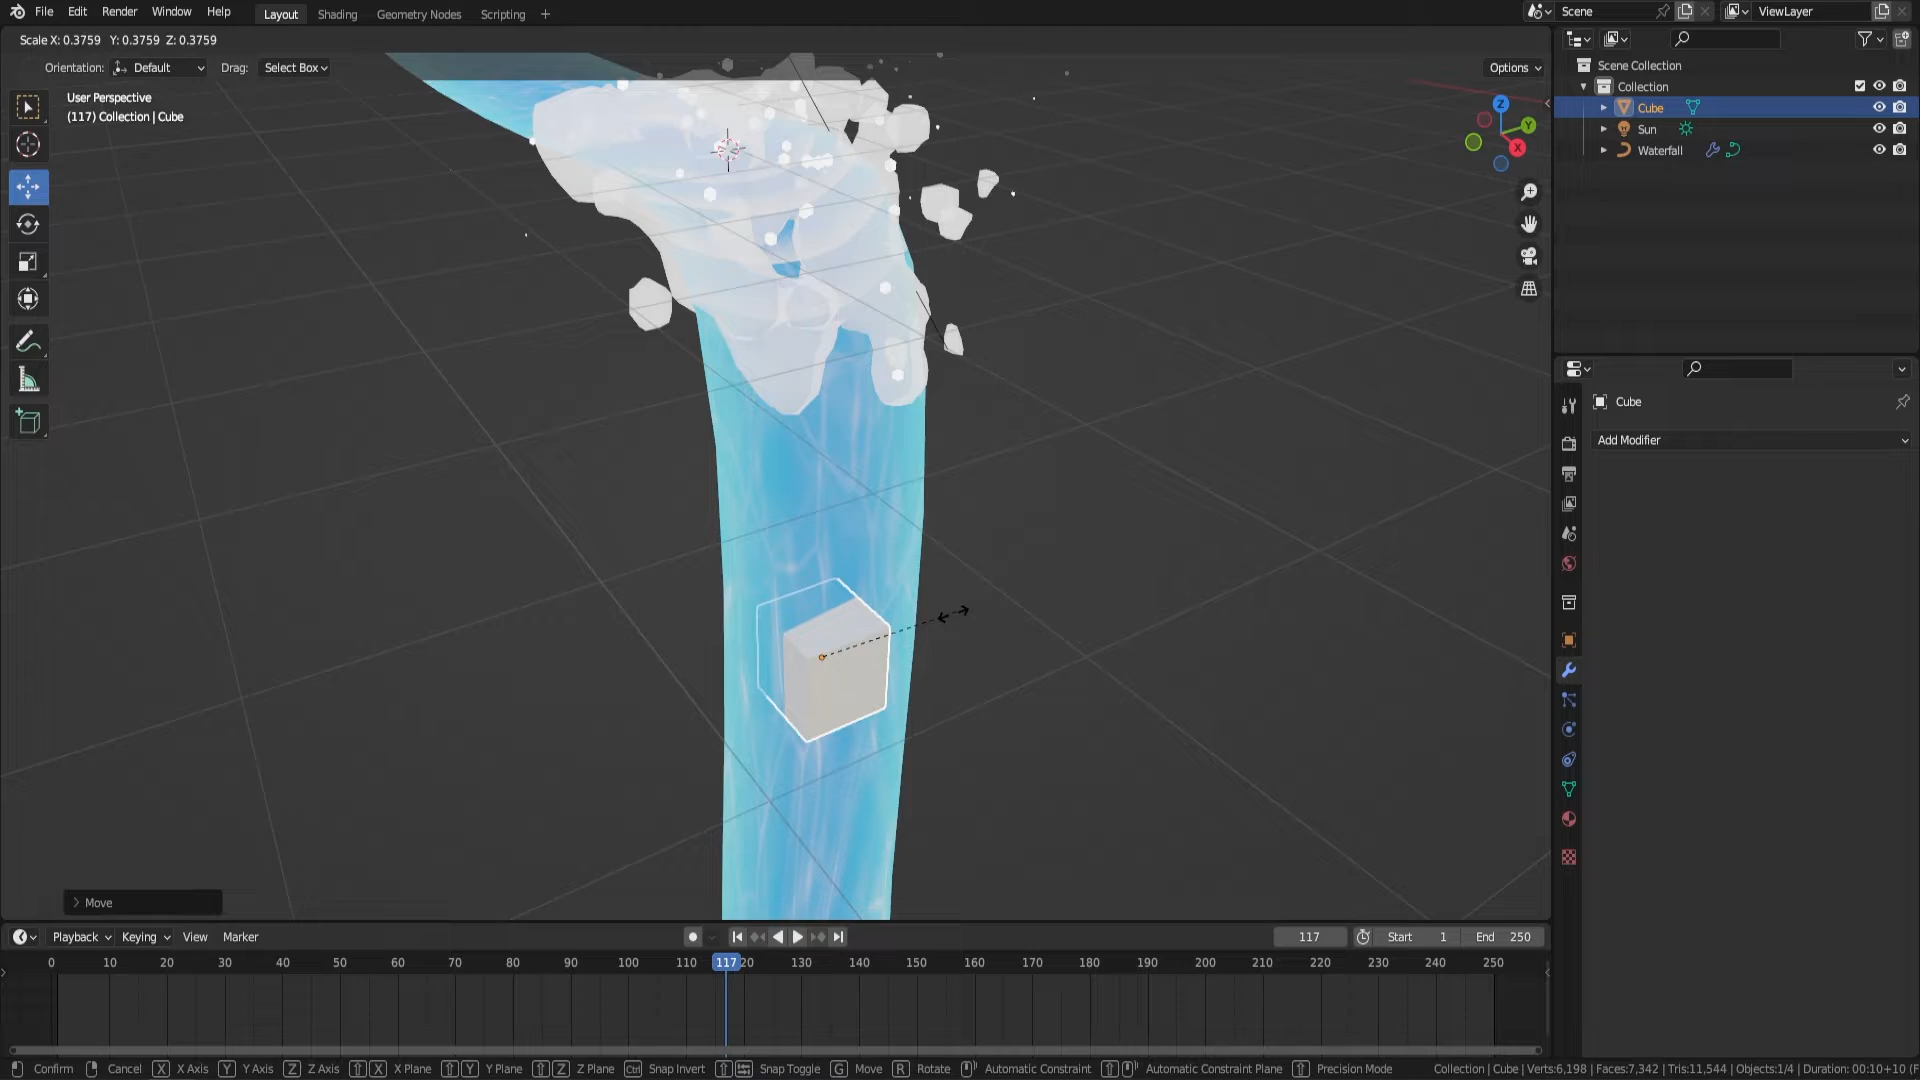 File Edit Render Window Help Layout Shading Geometry Nodes Scripting + Scene ViewLayer
Scale X: 0.3759 Y: 0.3759 Z: 0.3759
Orientation: Default Drag: Select Box Options
User Perspective
(117) Collection | Cube
Z
Y
X
Scene Collection
Collection
Cube
Sun
Waterfall
Cube
Add Modifier
Move
Playback Keying View Marker 117 Start 1 End 250
0 10 20 30 40 50 60 70 80 90 100 110 117 20 130 140 150 160 170 180 190 200 210 220 230 240 250
Confirm Cancel X X Axis Y Y Axis Z Z Axis X X Plane Y Y Plane Z Z Plane Ctrl Snap Invert Snap Toggle G Move R Rotate Automatic Constraint Automatic Constraint Plane Precision Mode Collection | Cube | Verts:6,198 | Faces:7,342 | Tris:11,544 | Objects:1/4 | Duration: 00:10+10 (F